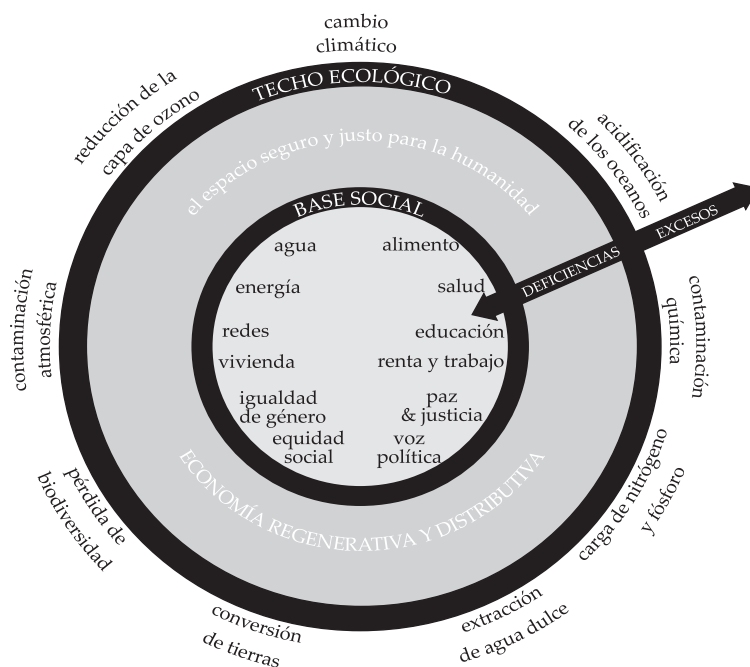 cambio
climático
TECHO ECOLÓGICO
reducción de la
capa de ozono
acidificación
de los oceanos
el espacio seguro y justo para la humanidad
BASE SOCIAL
EXCESOS
DEFICIENCIAS
agua
alimento
energía
salud
redes
educación
vivienda
renta y trabajo
igualdad
de género
paz
& justicia
equidad
social
voz
política
contaminación
atmosférica
contaminación
química
ECONOMÍA REGENERATIVA Y DISTRIBUTIVA
pérdida de
biodiversidad
carga de nitrógeno
y fósforo
conversión
de tierras
extracción
de agua dulce